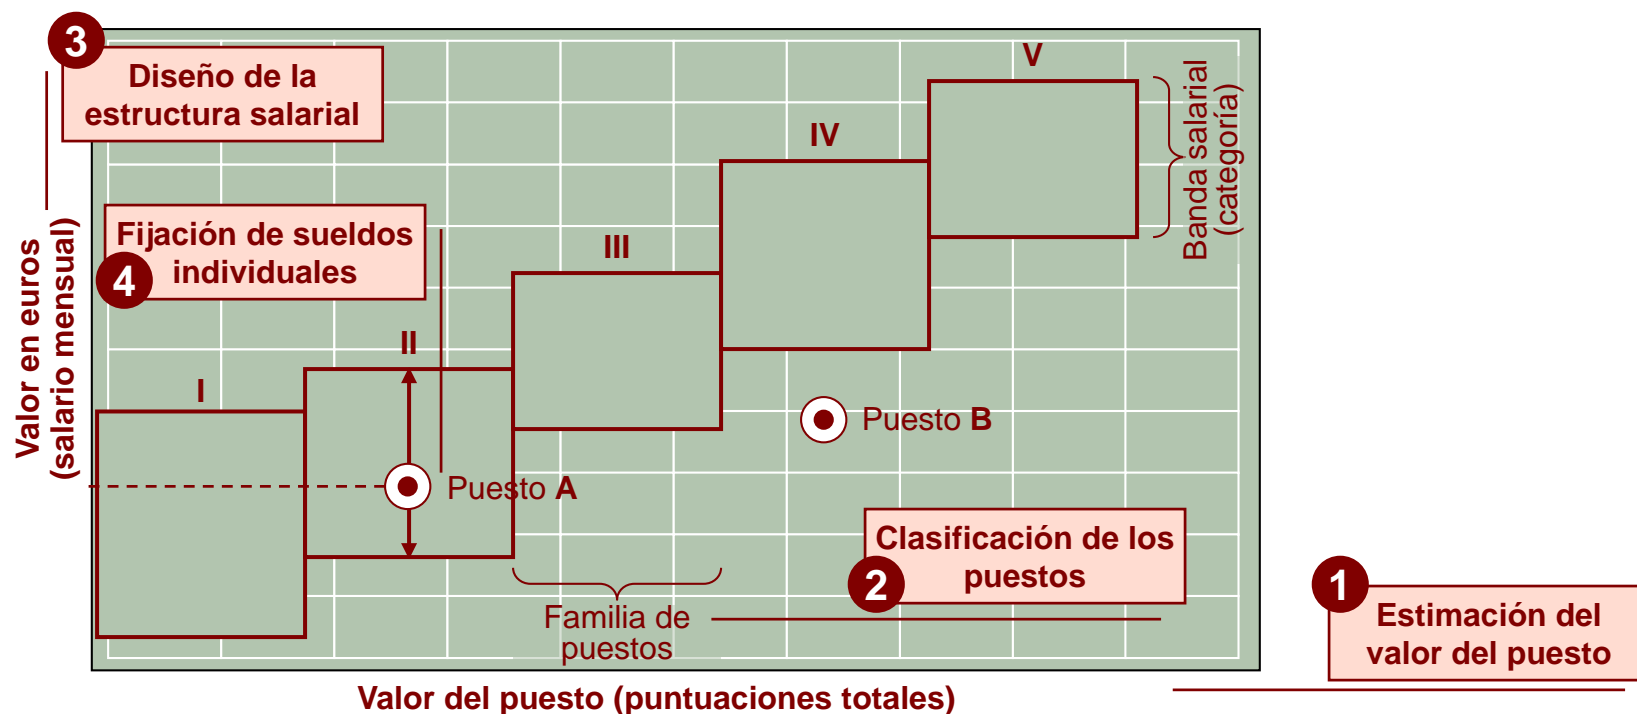 3
Diseño de la
estructura salarial
V
Banda salarial
(categoría)
IV
Fijación de sueldos
individuales
4
III
Valor en euros
(salario mensual)
II
I
Puesto B
Puesto A
Clasificación de los
puestos
2
Familia de
puestos
1
Estimación del
valor del puesto
Valor del puesto (puntuaciones totales)